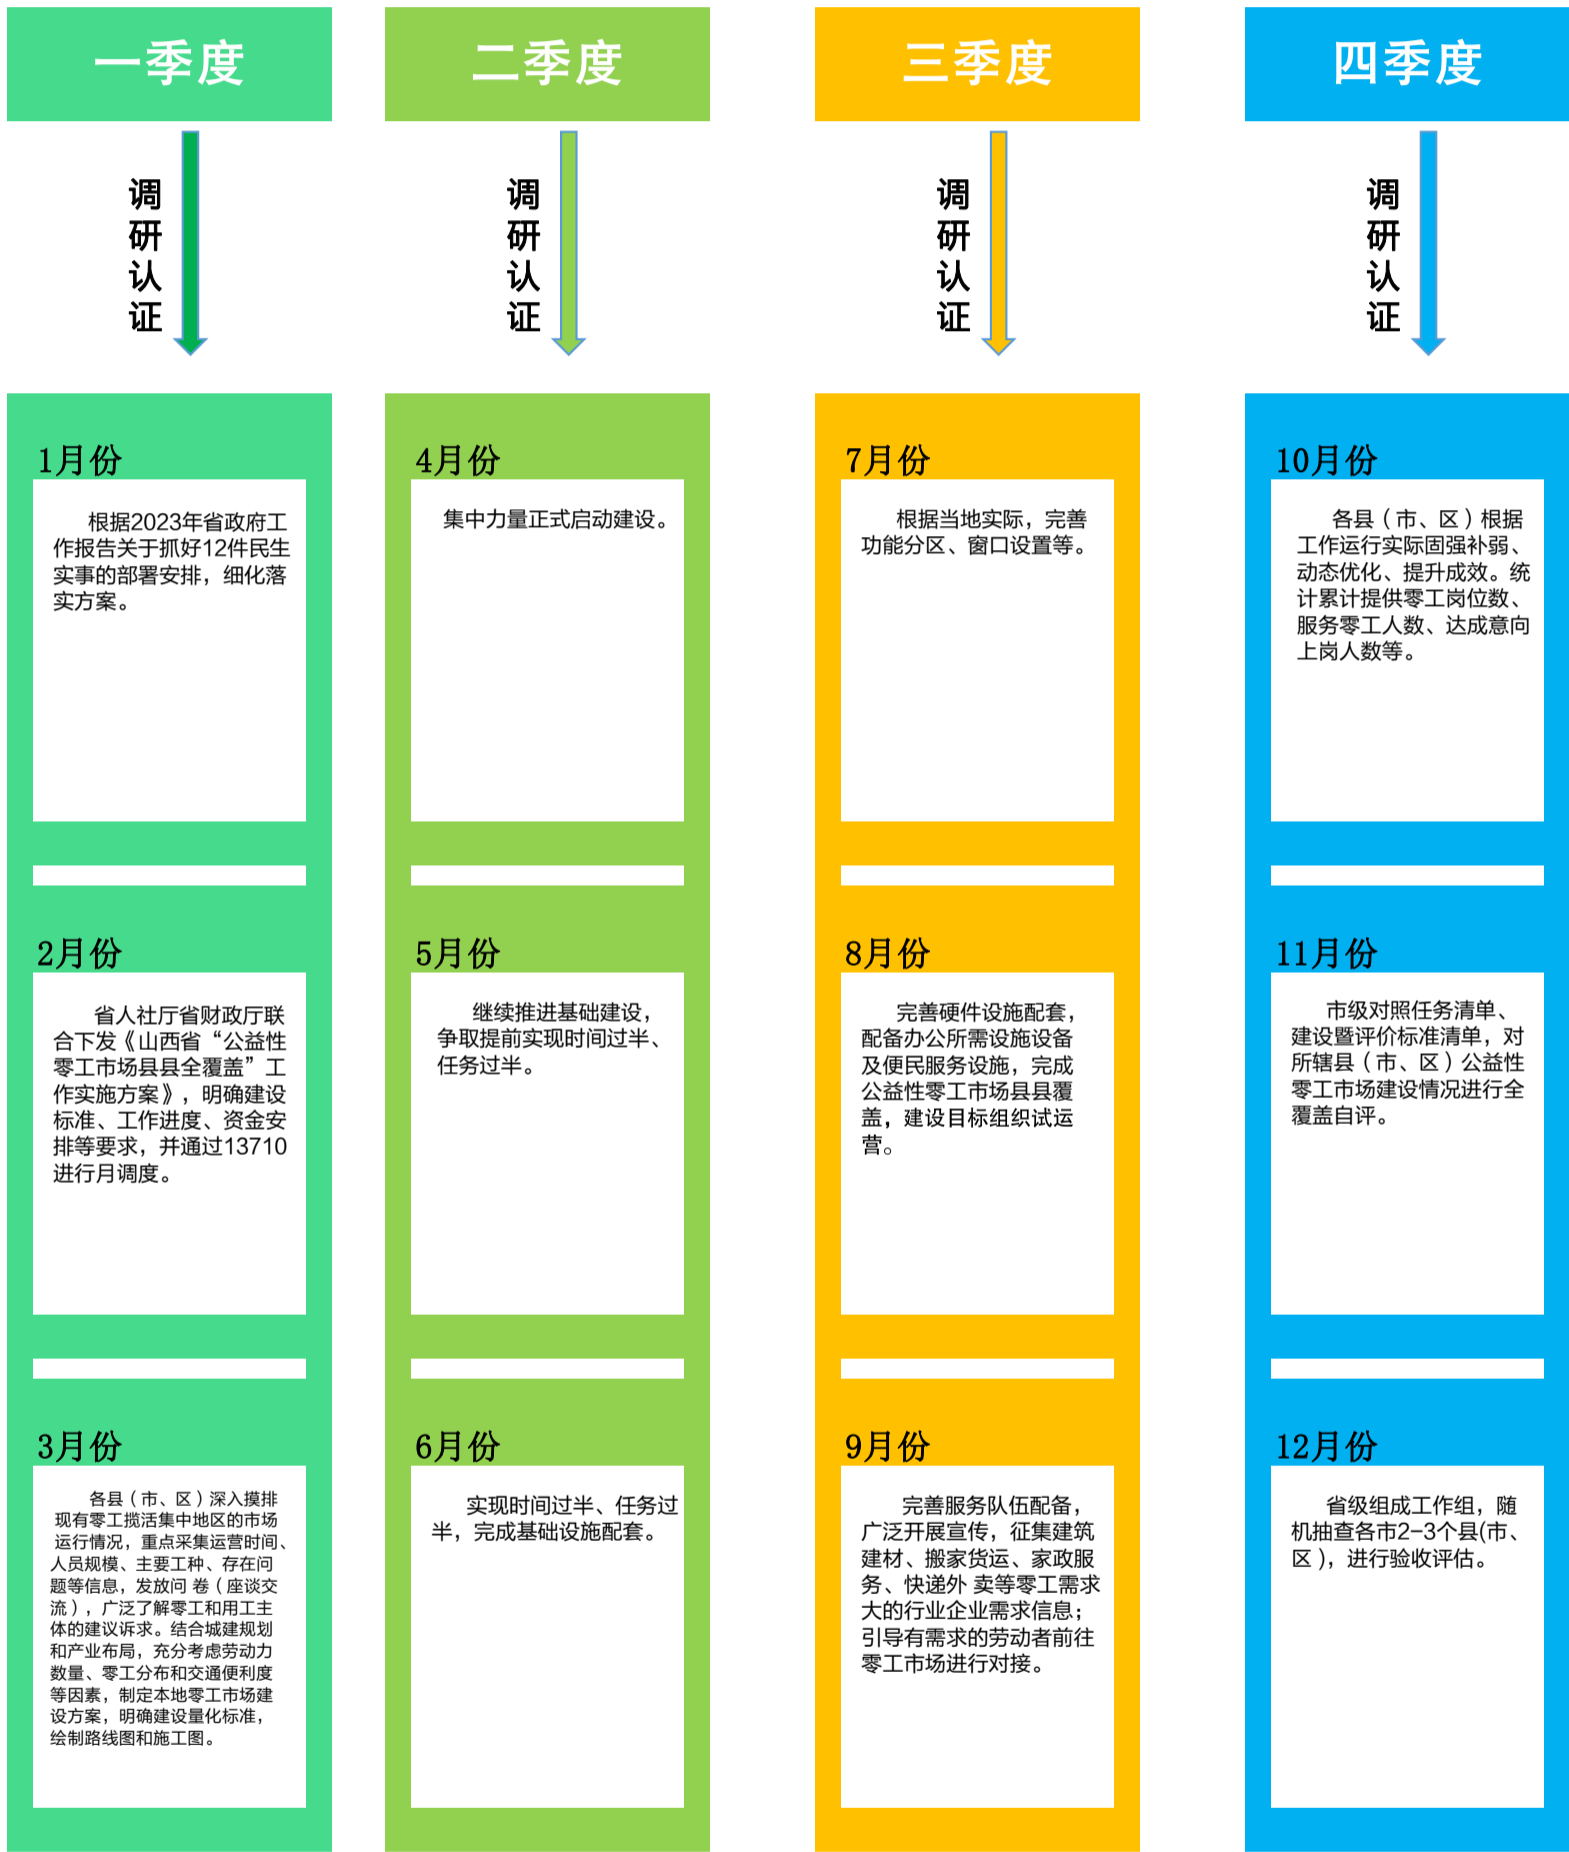 一季度
调
研
认
证
1月份
根据2023年省政府工
作报告关于抓好12件民生
实事的部署安排，细化落
实方案。
2月份
省人社厅省财政厅联
合下发《山西省“公益性
零工市场县县全覆盖”工
作实施方案》，明确建设
标准、工作进度、资金安
排等要求，并通过13710
进行月调度。
3月份
各县（市、区）深入摸排
现有零工揽活集中地区的市场
运行情况，重点采集运营时间、
人员规模、主要工种、存在问
题等信息，发放问 卷（座谈交
流），广泛了解零工和用工主
体的建议诉求。结合城建规划
和产业布局，充分考虑劳动力
数量、零工分布和交通便利度
等因素，制定本地零工市场建
设方案，明确建设量化标准，
绘制路线图和施工图。
二季度
调
研
认
证
4月份
集中力量正式启动建设。
5月份
继续推进基础建设，
争取提前实现时间过半、
任务过半。
6月份
实现时间过半、任务过
半，完成基础设施配套。
三季度
调
研
认
证
7月份
根据当地实际，完善
功能分区、窗口设置等。
8月份
完善硬件设施配套，
配备办公所需设施设备
及便民服务设施，完成
公益性零工市场县县覆
盖，建设目标组织试运
营。
9月份
完善服务队伍配备，
广泛开展宣传，征集建筑
建材、搬家货运、家政服
务、快递外 卖等零工需求
大的行业企业需求信息；
引导有需求的劳动者前往
零工市场进行对接。
四季度
调
研
认
证
10月份
各县（市、区）根据
工作运行实际固强补弱、
动态优化、提升成效。统
计累计提供零工岗位数、
服务零工人数、达成意向
上岗人数等。
11月份
市级对照任务清单、
建设暨评价标准清单，对
所辖县（市、区）公益性
零工市场建设情况进行全
覆盖自评。
12月份
省级组成工作组，随
机抽查各市2-3个县(市、
区），进行验收评估。